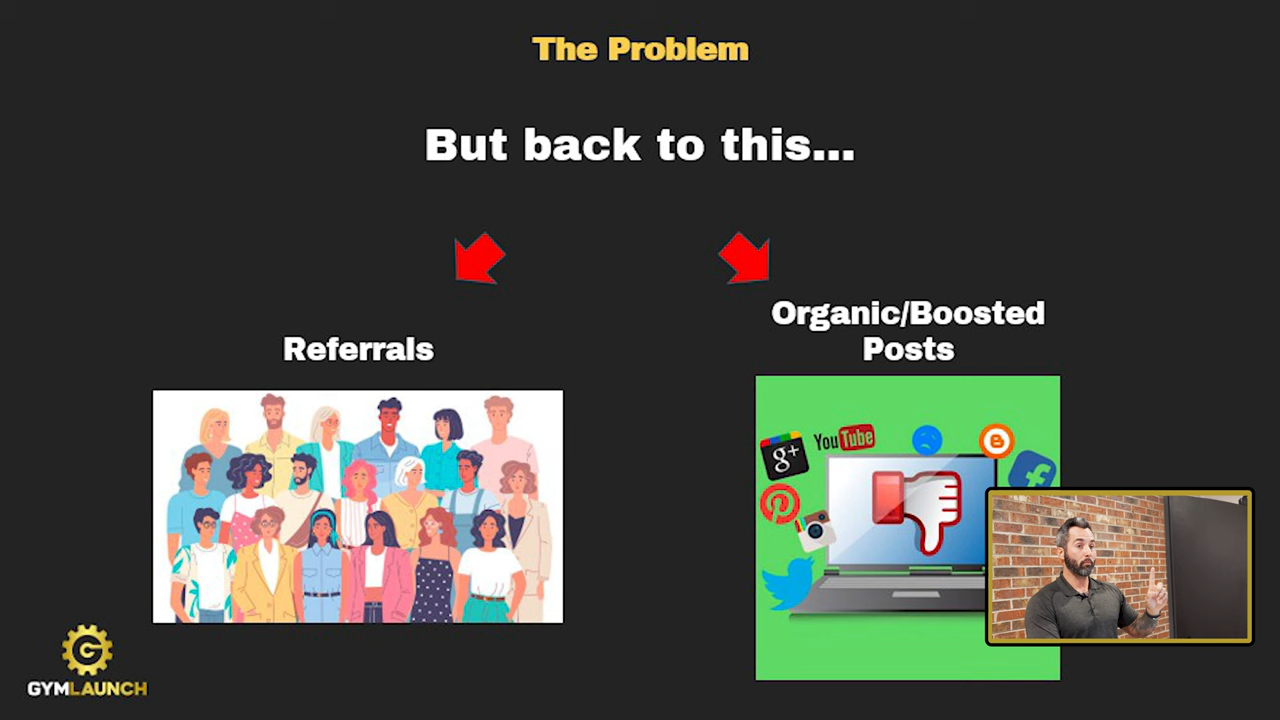 The Problem
But back to this...
Referrals
Organic/Boosted
Posts
g+
YouTube
GYMLAUNCH